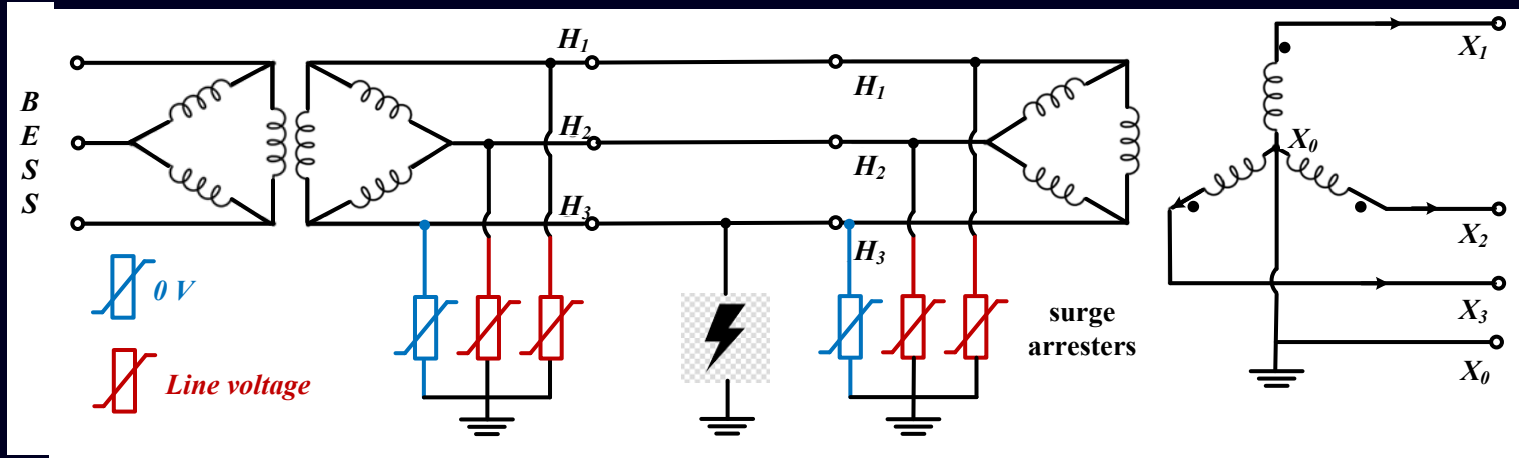 B
E
S
S
H1
H2
H3
H1
H2
H3
0 V
Line voltage
surge
arresters
X1
X0
X2
X3
X0